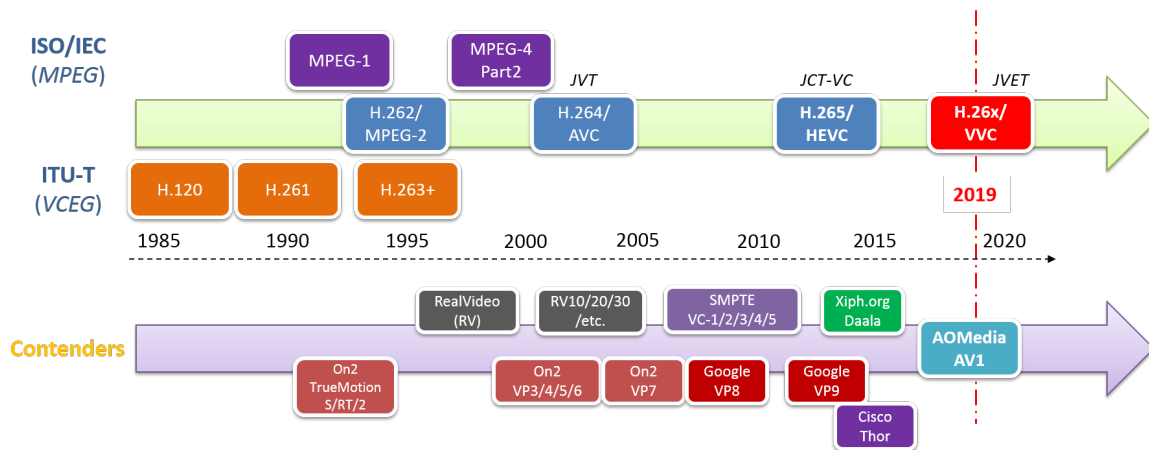 ISO/IEC
(MPEG)
MPEG-1
MPEG-4
Part2
JVT
JCT-VC
JVET
H.262/
MPEG-2
H.264/
AVC
H.265/
HEVC
H.26x/
VVC
ITU-T
(VCEG)
H.120
H.261
H.263+
2019
1985
1990
1995
2000
2005
2010
2015
2020
Contenders
RealVideo
(RV)
RV10/20/30
/etc.
SMPTE
VC-1/2/3/4/5
Xiph.org
Daala
AOMedia
AV1
On2
TrueMotion
S/RT/2
On2
VP3/4/5/6
On2
VP7
Google
VP8
Google
VP9
Cisco
Thor